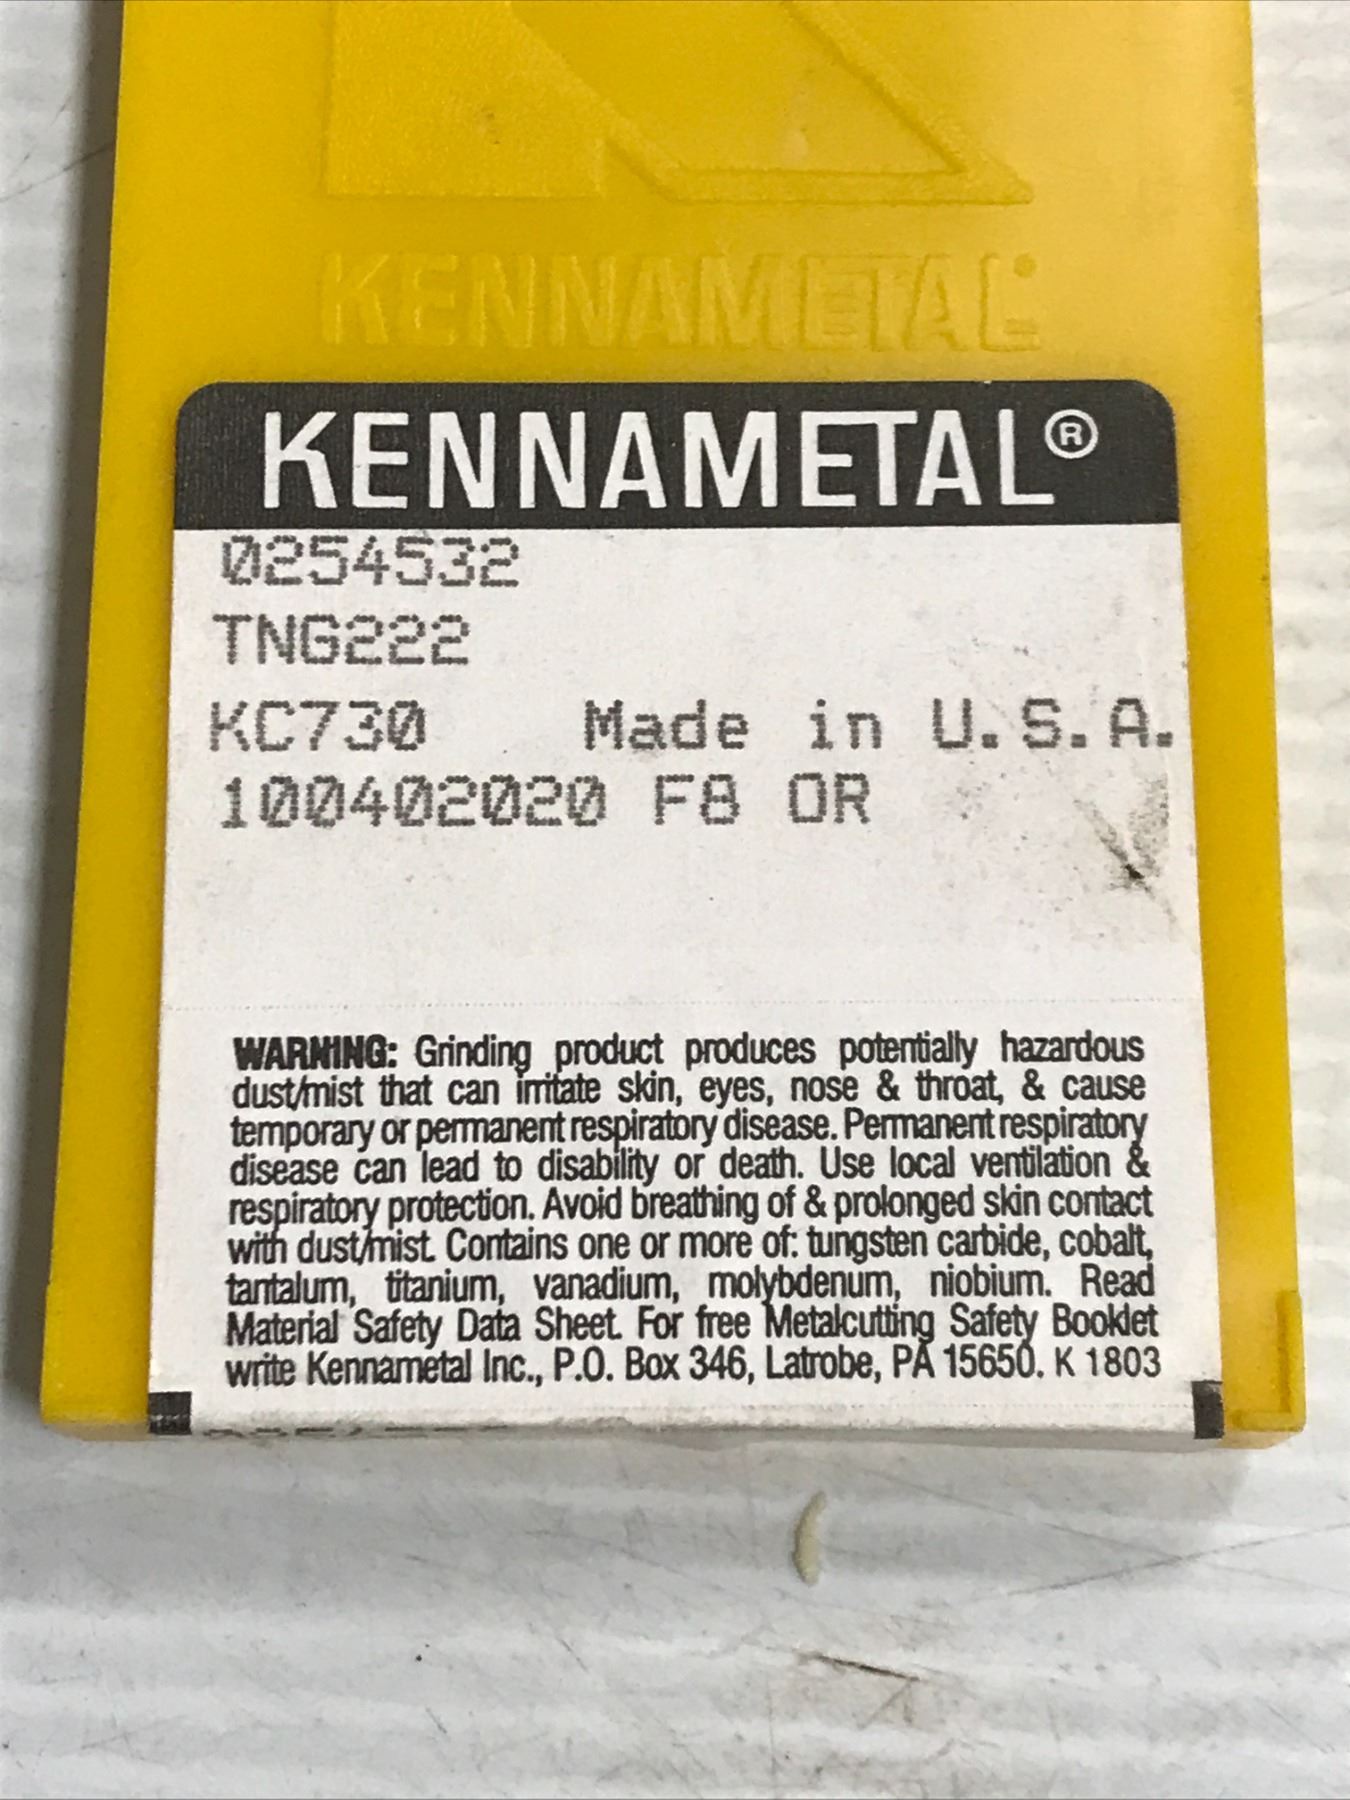 KENNAMETAL
KENNAMETAL®
0254532
TNG222
KC730 Made in U.S.A.
100402020 F8 OR
WARNING: Grinding product produces potentially hazardous
dust/mist that can irritate skin, eyes, nose & throat, & cause
temporary or permanent respiratory disease. Permanent respiratory
disease can lead to disability or death. Use local ventilation &
respiratory protection. Avoid breathing of & prolonged skin contact
with dust/mist. Contains one or more of: tungsten carbide, cobalt,
tantalum, titanium, vanadium, molybdenum, niobium. Read
Material Safety Data Sheet. For free Metalcutting Safety Booklet
write Kennametal Inc., P.O. Box 346, Latrobe, PA 15650. K 1803